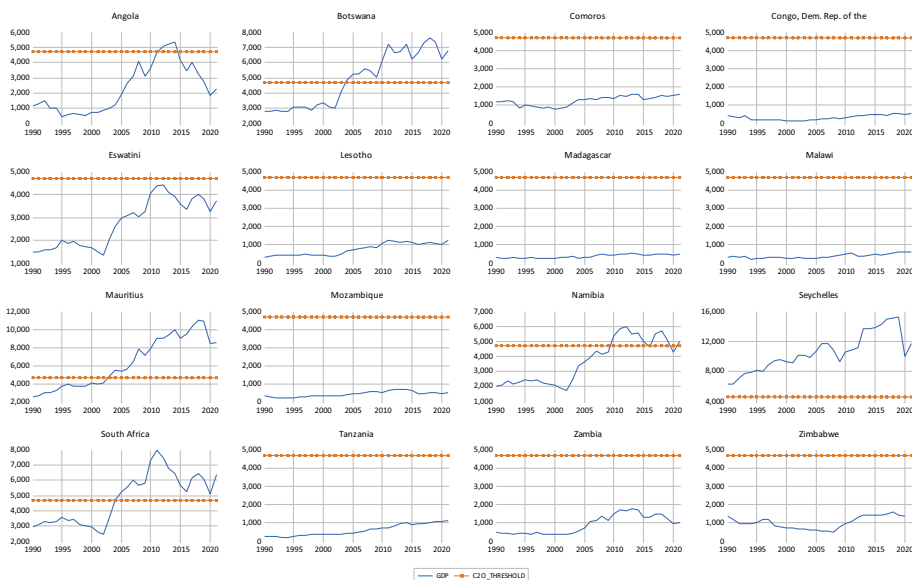 Angola
6,000
5,000
4,000
3,000
2,000
1,000
0
1990 1995 2000 2005 2010 2015 2020
Botswana
8,000
7,000
6,000
5,000
4,000
3,000
2,000
1990 1995 2000 2005 2010 2015 2020
Comoros
5,000
4,000
3,000
2,000
1,000
0
1990 1995 2000 2005 2010 2015 2020
Congo, Dem. Rep. of the
5,000
4,000
3,000
2,000
1,000
0
1990 1995 2000 2005 2010 2015 2020
Eswatini
5,000
4,000
3,000
2,000
1,000
1990 1995 2000 2005 2010 2015 2020
Lesotho
5,000
4,000
3,000
2,000
1,000
0
1990 1995 2000 2005 2010 2015 2020
Madagascar
5,000
4,000
3,000
2,000
1,000
0
1990 1995 2000 2005 2010 2015 2020
Malawi
5,000
4,000
3,000
2,000
1,000
0
1990 1995 2000 2005 2010 2015 2020
Mauritius
12,000
10,000
8,000
6,000
4,000
2,000
1990 1995 2000 2005 2010 2015 2020
Mozambique
5,000
4,000
3,000
2,000
1,000
0
1990 1995 2000 2005 2010 2015 2020
Namibia
7,000
6,000
5,000
4,000
3,000
2,000
1,000
1990 1995 2000 2005 2010 2015 2020
Seychelles
16,000
12,000
8,000
4,000
1990 1995 2000 2005 2010 2015 2020
South Africa
8,000
7,000
6,000
5,000
4,000
3,000
2,000
1990 1995 2000 2005 2010 2015 2020
Tanzania
5,000
4,000
3,000
2,000
1,000
0
1990 1995 2000 2005 2010 2015 2020
Zambia
5,000
4,000
3,000
2,000
1,000
0
1990 1995 2000 2005 2010 2015 2020
Zimbabwe
5,000
4,000
3,000
2,000
1,000
0
1990 1995 2000 2005 2010 2015 2020
GDP C2O_THRESHOLD